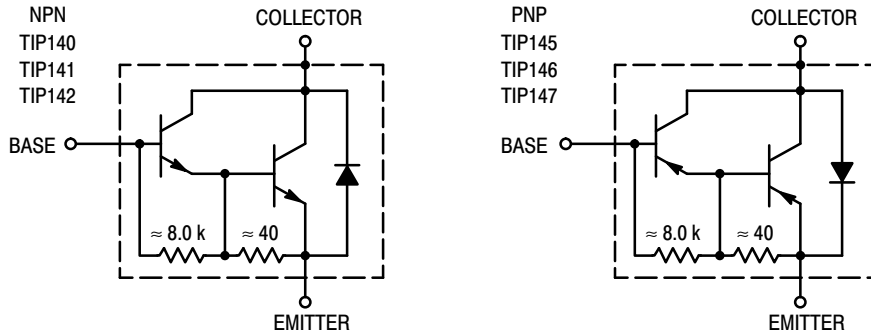 NPN
TIP140
TIP141
TIP142
COLLECTOR
BASE
≈ 8.0 k
≈ 40
EMITTER
PNP
TIP145
TIP146
TIP147
COLLECTOR
BASE
≈ 8.0 k
≈ 40
EMITTER